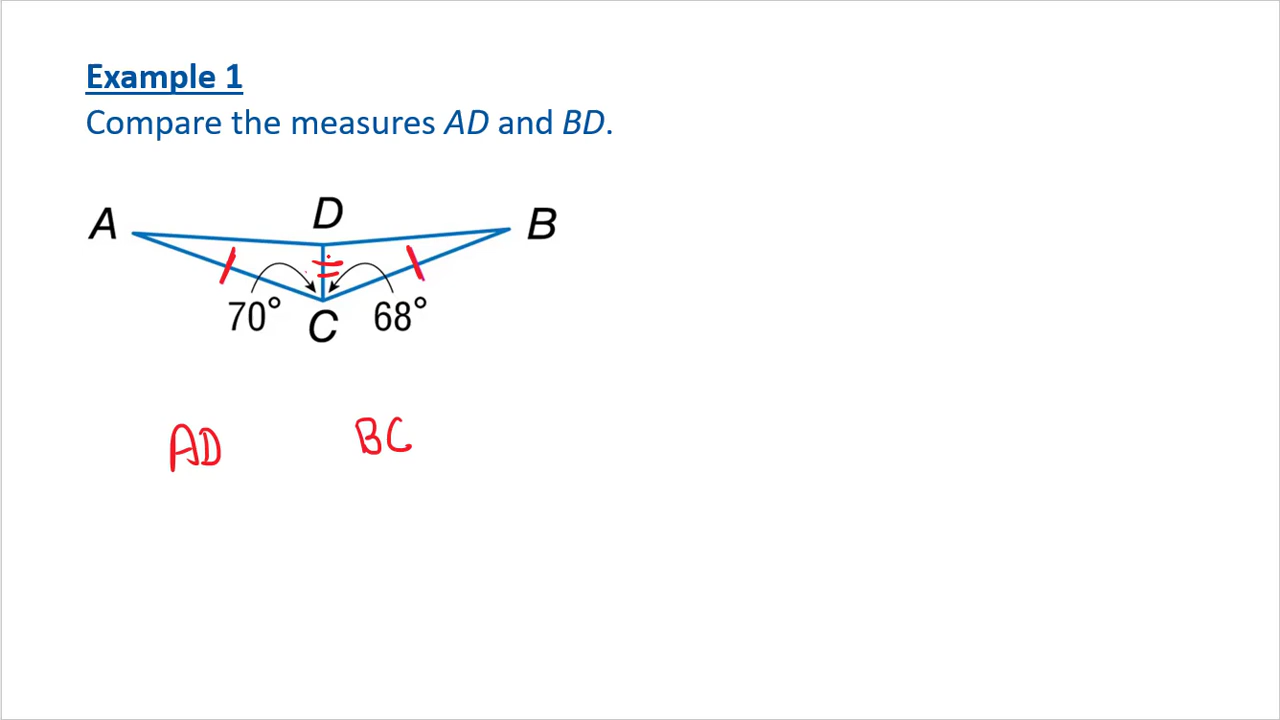 Example 1
Compare the measures AD and BD.
A
D
B
70°
C
68°
AD
BC